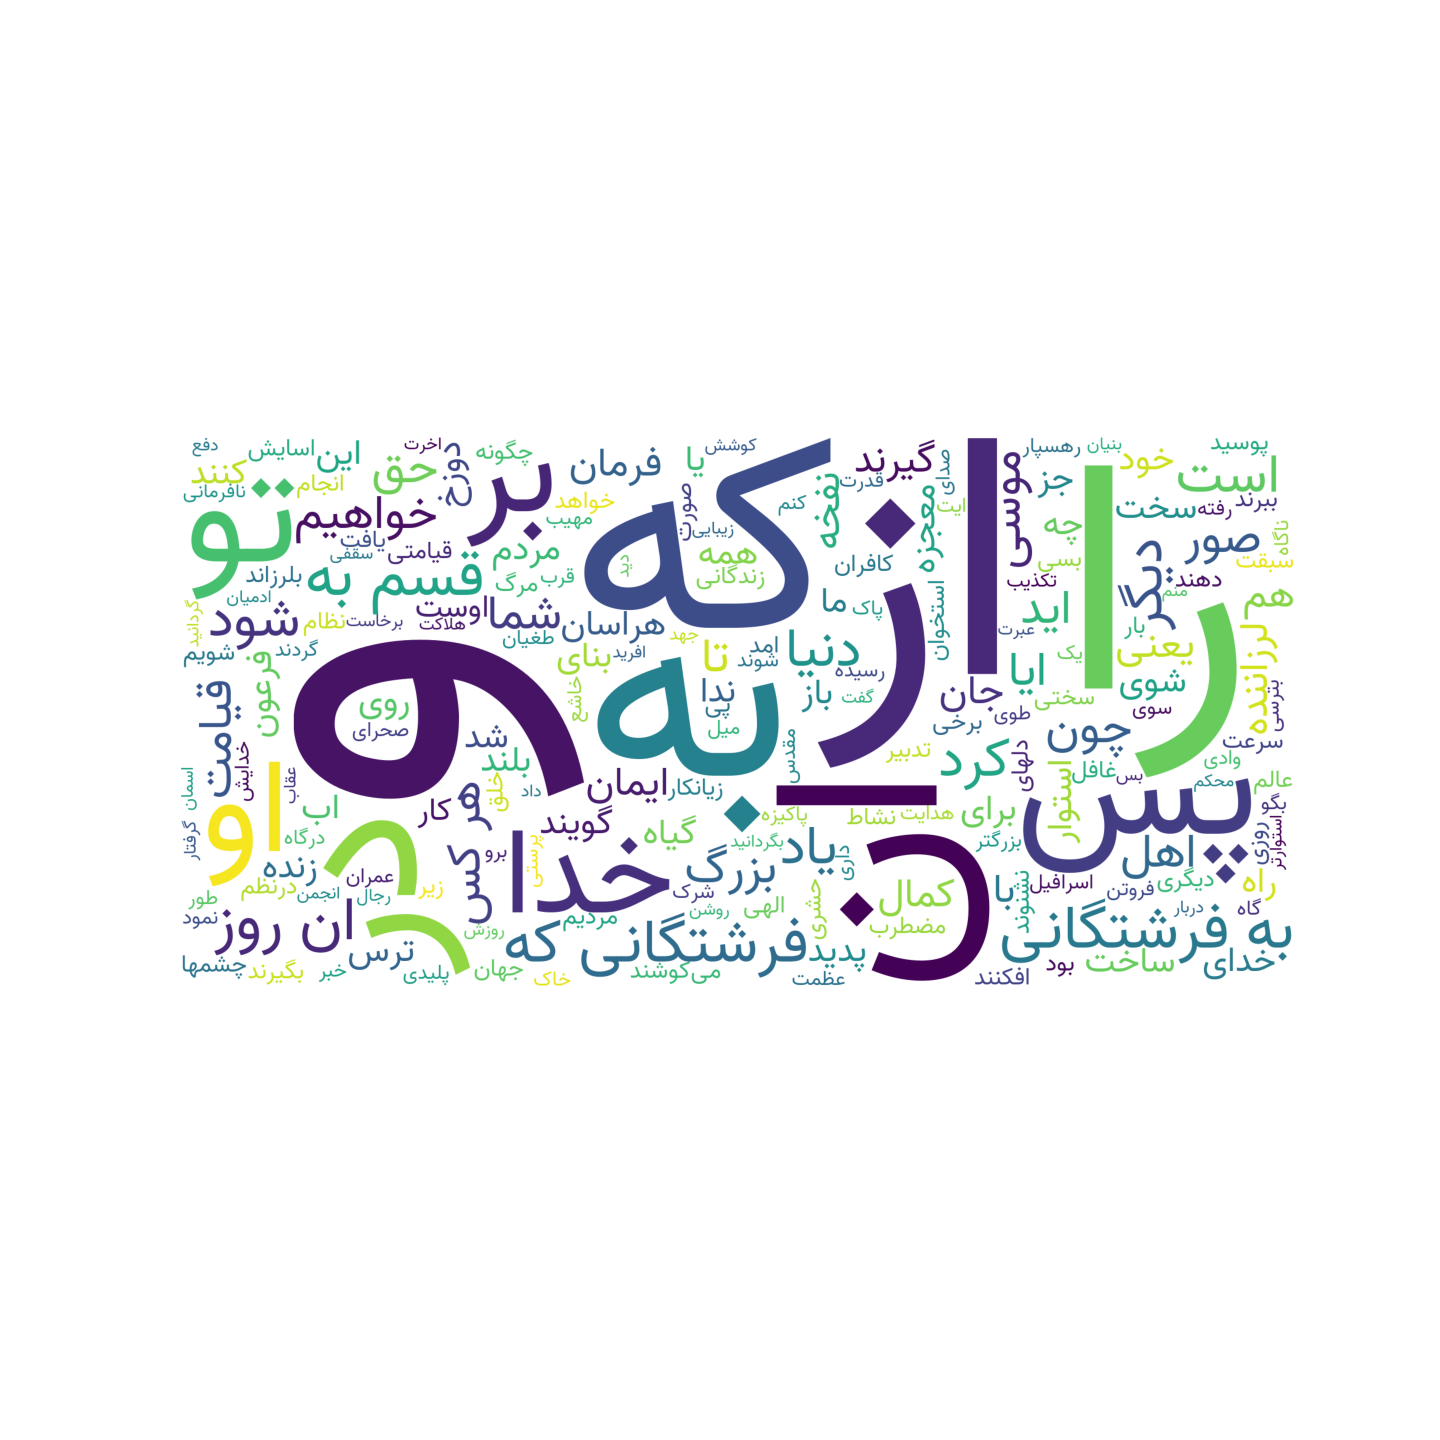 و
که
از
را
به
ن
پس
در
خدا
تو
او
بر
به فرشتگانی
فرشتگانی که
ان روز
قسم به
شود
خواهیم
یاد
بزرگ
کمال
دنیا
کرد
چون
است
صور
دیگر
موسی
معجزه
نفخه
گیرند
فرمان
حق
این
اسایش
دفع
کنند
نافرمانی
انجام
دوزخ
اخرت
چگونه
خواهد
مهیب
یا
کوشش
صورت
زیبایی
کنم
قدرت
صدای
ایت
رهسپار
بنیان
جز
خود
پوسید
سخت
رفته
ببرند
ناگاه
سبقت
چه
بسی
تکذیب
دهند
منم
هم
بار
اید
یک
عبرت
استخوان
کافران
پاک
ما
همه
زندگانی
دید
مردم
قرب
مرگ
قیامتی
یافت
سقفی
بلرزاند
ادمیان
گردانید
شویم
گردند
نظام
برخاست
هلاکت
اوست
شما
طغیان
هراسان
افرید
جهد
بنای
خاشع
تا
امد
شوند
ندا
پی
میل
باز
گفت
رسیده
جان
برخی
طوی
ایا
سختی
شوی
سوی
یعنی
لرزاننده
بپرسی
سرعت
وادی
عالم
محکم
بس
غافل
دلهای
استوار
تدبیر
مقدس
زیانکار
ایمان
شد
بلند
خلق
داد
روی
صحرای
فرعون
قیامت
خدایش
عقاب
اسمان
گرفتار
اب
درگاه
کار
هر کس
گویند
برو
پرستی
گیاه
بگردانید
پاکیزه
نشاط
هدایت
برای
بزرگتر
اهل
راه
روزی
بگو
استوارتر
دیگری
گاه
دربار
فروتن
اسرافیل
با
نشنوند
داری
حشری
الهی
روشن
شرک
مردیم
روزش
زیر
عمران
رجال
انجمن
درنظم
زنده
طور
نمود
چشمها
بگیرند
خبر
ترس
پلیدی
جهان
خاک
می‌کوشند
عظمت
پدید
مضطرب
افکنند
بود
ساخت
خدای